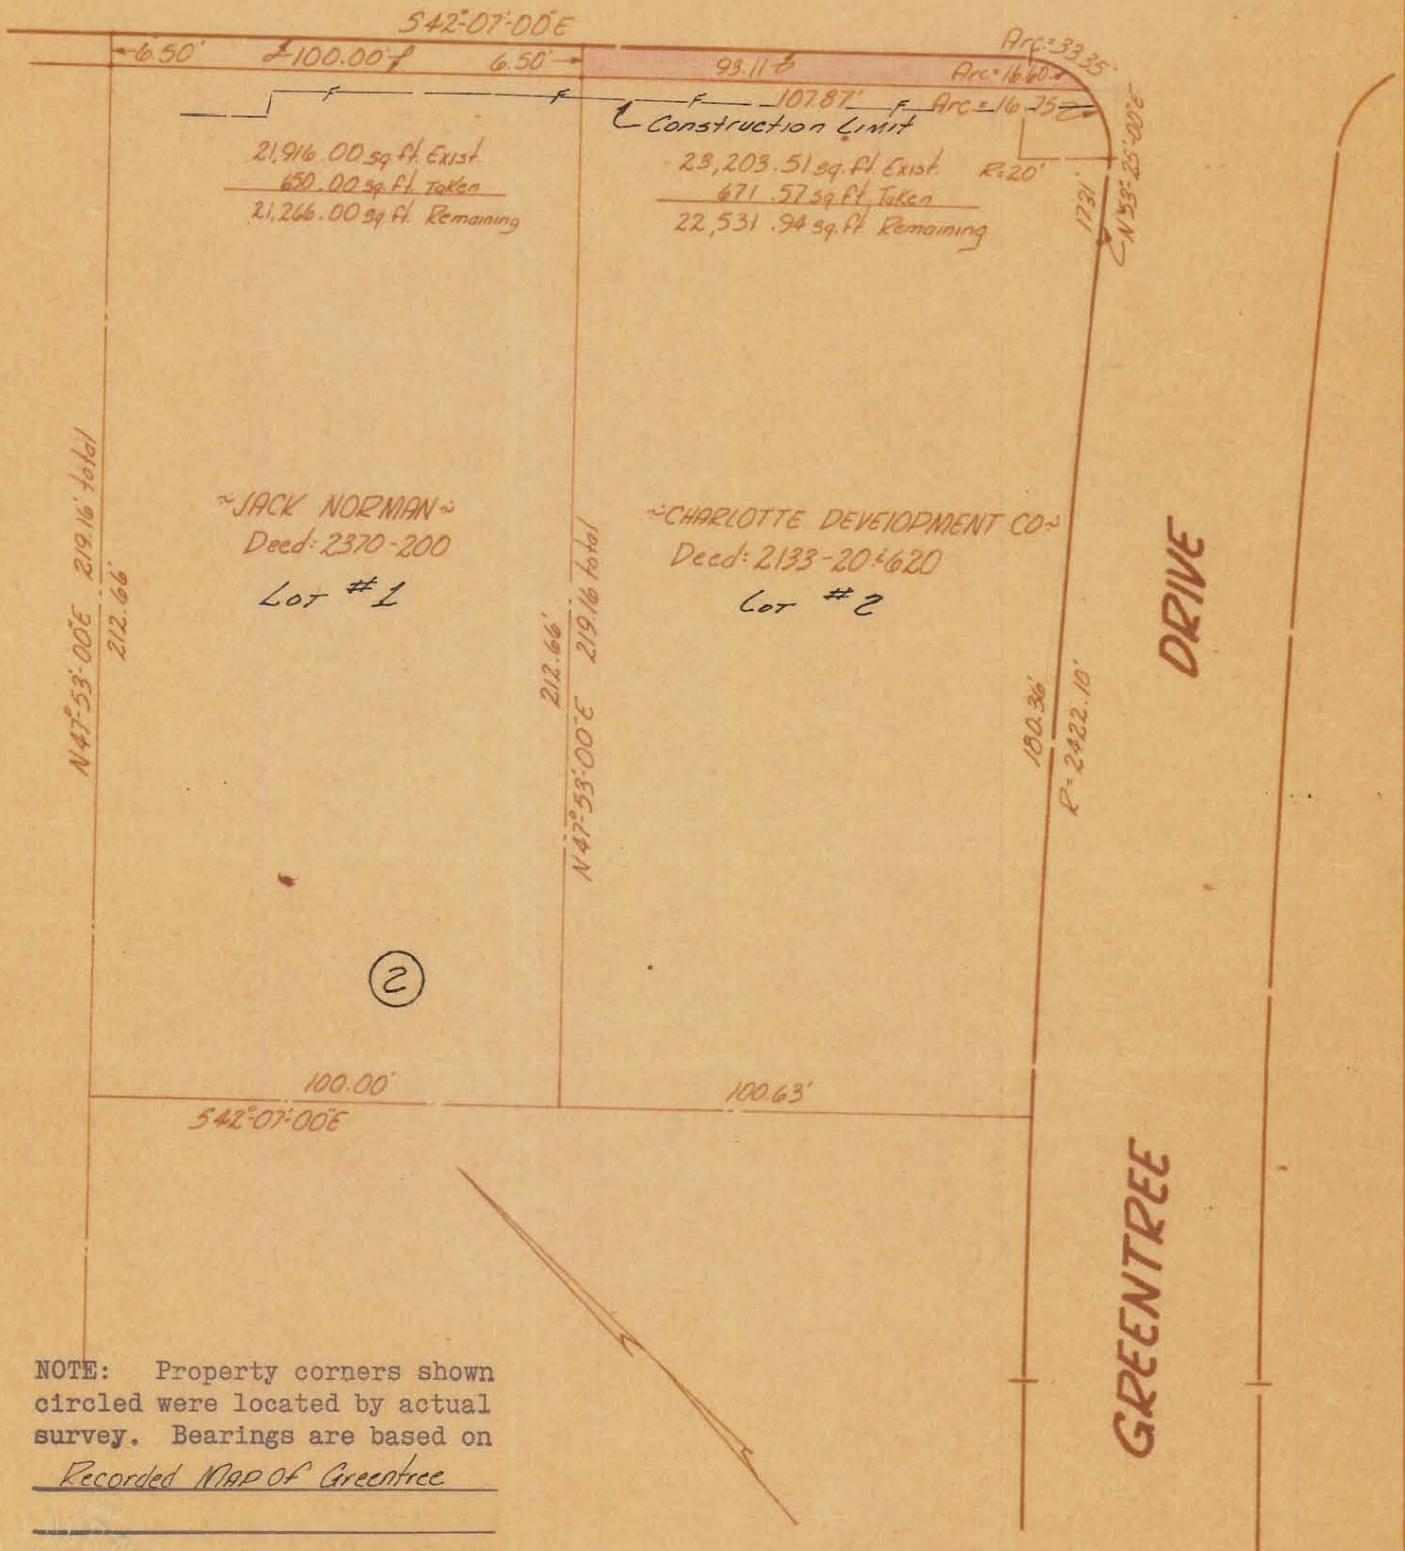 S42°-07'-00"E
6.50'
100.00'
6.50'
93.11'
Arc=33.35'
Arc=16.60'
107.87'
Arc=16.75
Construction Limit
21,916.00 sq.ft. Exist.
650.00 sq.ft. Taken
21,266.00 sq.ft. Remaining
23,203.51 sq.ft. Exist.
671.57 sq.ft. Taken
22,531.94 sq.ft. Remaining
R=20'
17.31'
N53°-25'-00"E
F
F
F
F
N47°-53'-00"E 219.16' total
212.66'
~JACK NORMAN~
Deed: 2370-200
LOT #1
212.66'
N47°-53'-00"E 219.16 total
~CHARLOTTE DEVELOPMENT CO~
Deed: 2133-20&620
LOT #2
180.36'
R=2422.10'
GREENTREE DRIVE
2
100.00'
S42°-07'-00"E
100.63'
NOTE: Property corners shown
circled were located by actual
survey. Bearings are based on
Recorded MAP OF Greentree